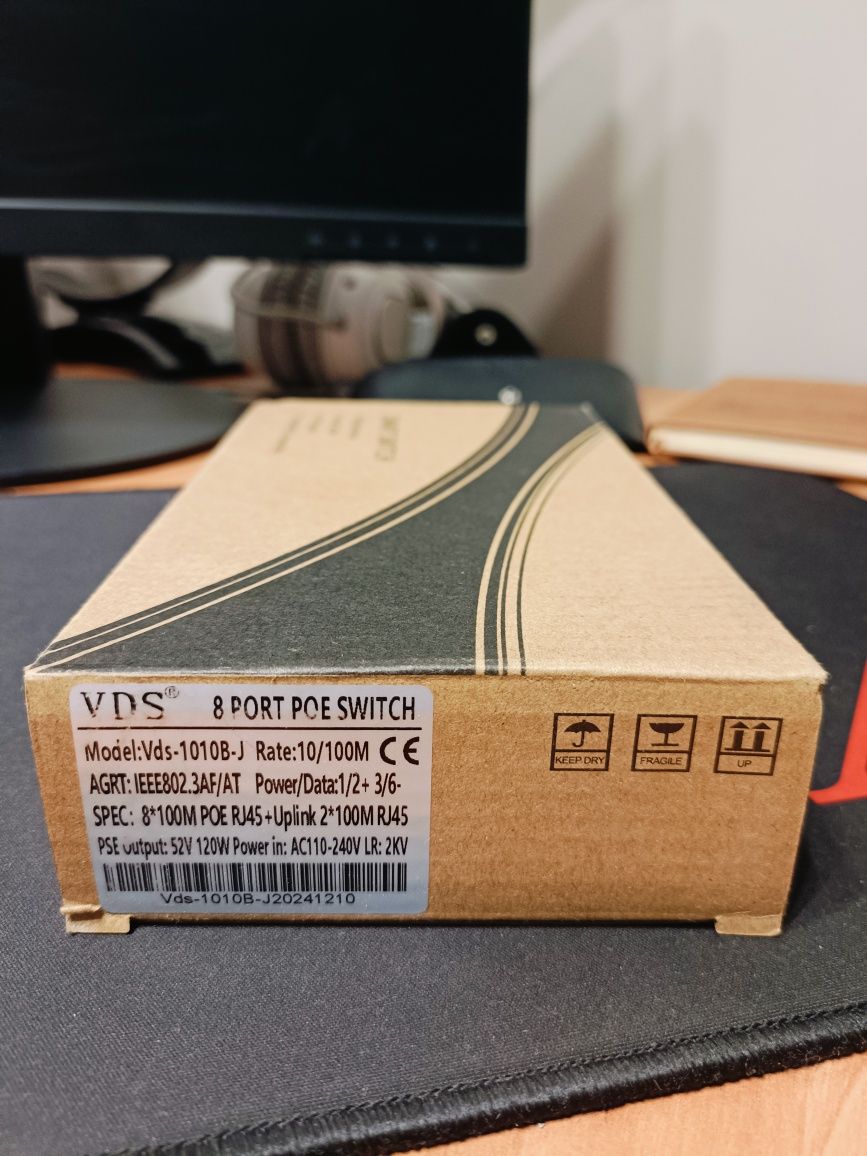 VDS® 8 PORT POE SWITCH
Model:Vds-1010B-J Rate:10/100M CE
AGRT: IEEE802.3AF/AT Power/Data:1/2+ 3/6-
SPEC: 8*100M POE RJ45+Uplink 2*100M RJ45
PSE output: 52V 120W Power in: AC110-240V LR: 2KV
Vds-1010B-J20241210
KEEP DRY
FRAGILE
UP